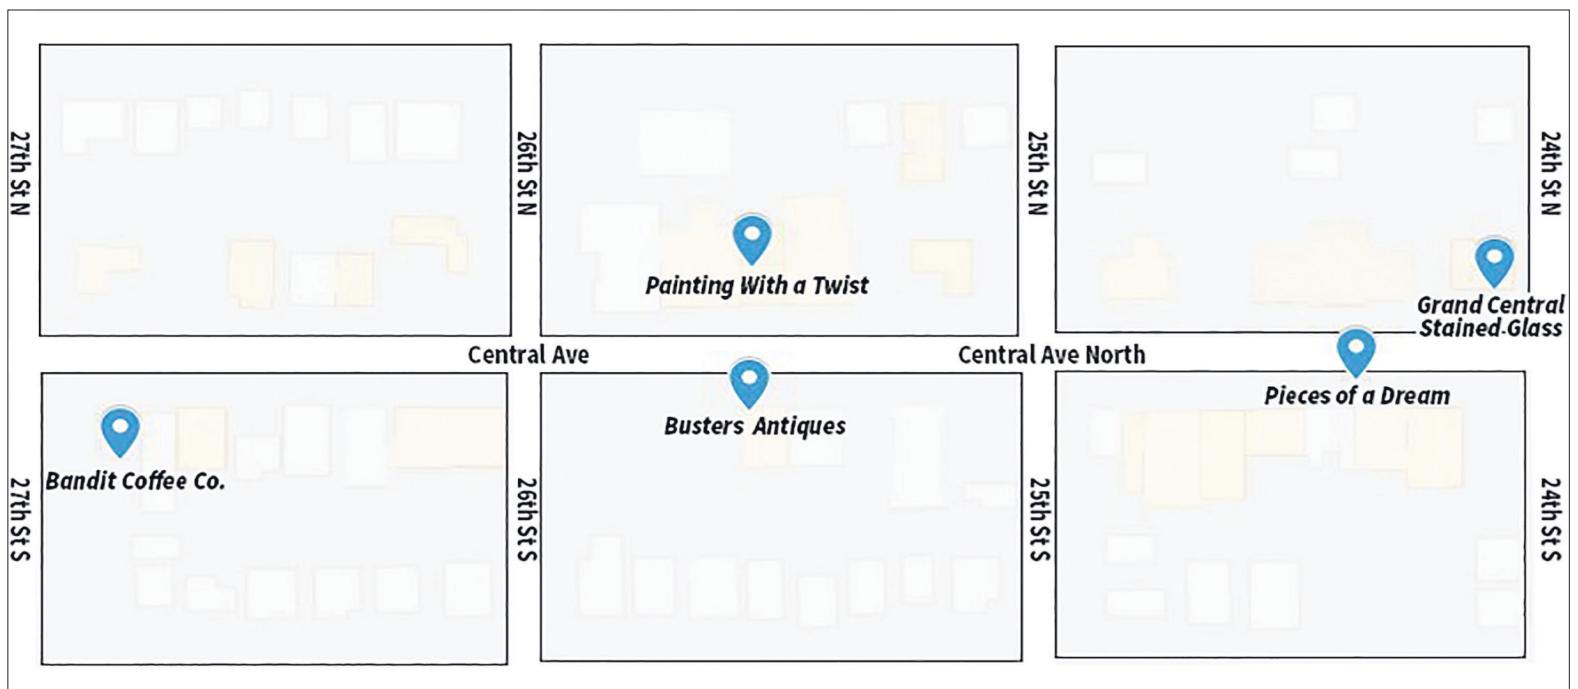 27th St N
26th St N
25th St N
24th St N
Painting With a Twist
Grand Central
Stained Glass
Central Ave
Central Ave North
Pieces of a Dream
Busters Antiques
Bandit Coffee Co.
27th St S
26th St S
25th St S
24th St S